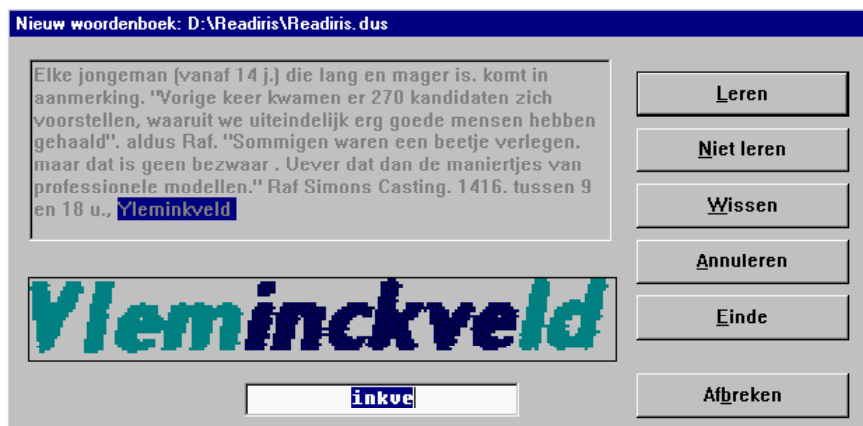 Nieuw woordenboek: D:\Readiris\Readiris.dus
Elke jongeman (vanaf 14 j.) die lang en mager is. komt in
aanmerking. "Vorige keer kwamen er 270 kandidaten zich
voorstellen, waaruit we uiteindelijk erg goede mensen hebben
gehaald". aldus Raf. "Sommigen waren een beetje verlegen.
maar dat is geen bezwaar . Uever dat dan de maniertjes van
professionele modellen." Raf Simons Casting. 1416. tussen 9
en 18 u., Yleminkveld
Yleminckveld
inkve
Leren
Niet leren
Wissen
Annuleren
Einde
Afbreken